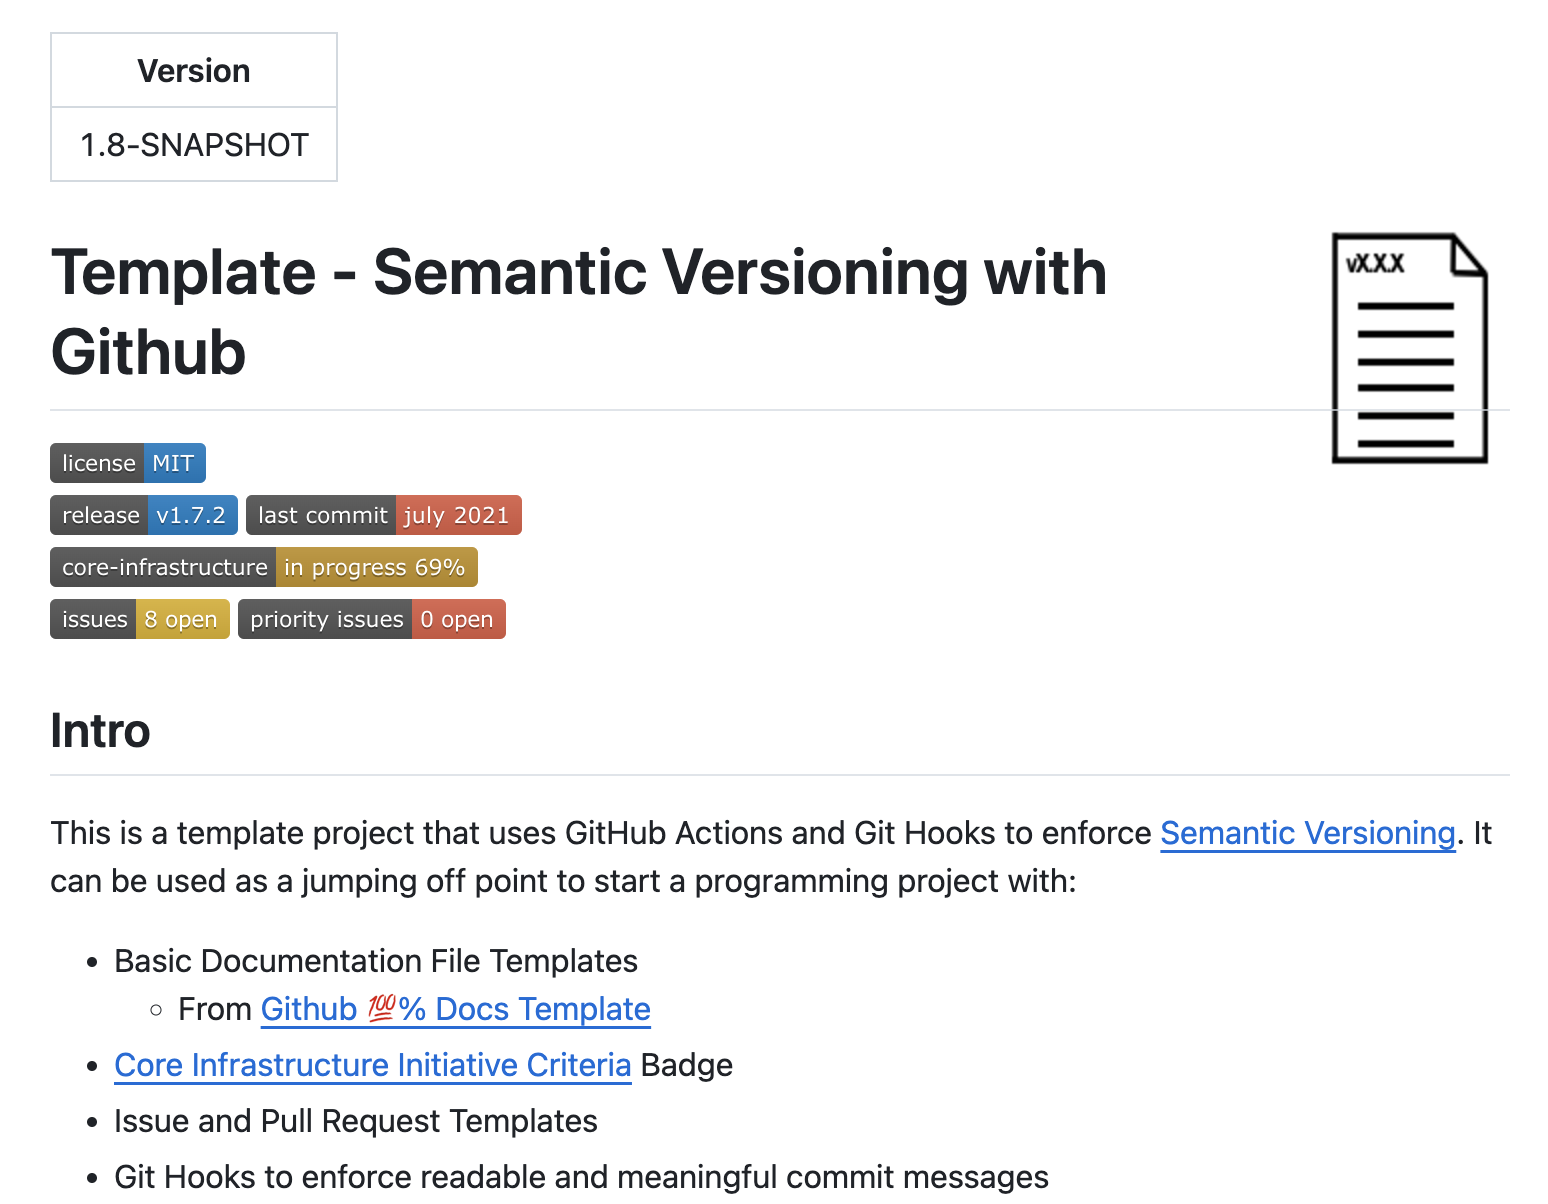 Version
1.8-SNAPSHOT
Template - Semantic Versioning with
Github
vX.X.X
license MIT
release v1.7.2 last commit july 2021
core-infrastructure in progress 69%
issues 8 open priority issues 0 open
Intro
This is a template project that uses GitHub Actions and Git Hooks to enforce Semantic Versioning. It
can be used as a jumping off point to start a programming project with:
• Basic Documentation File Templates
◦ From Github 💯% Docs Template
• Core Infrastructure Initiative Criteria Badge
• Issue and Pull Request Templates
• Git Hooks to enforce readable and meaningful commit messages